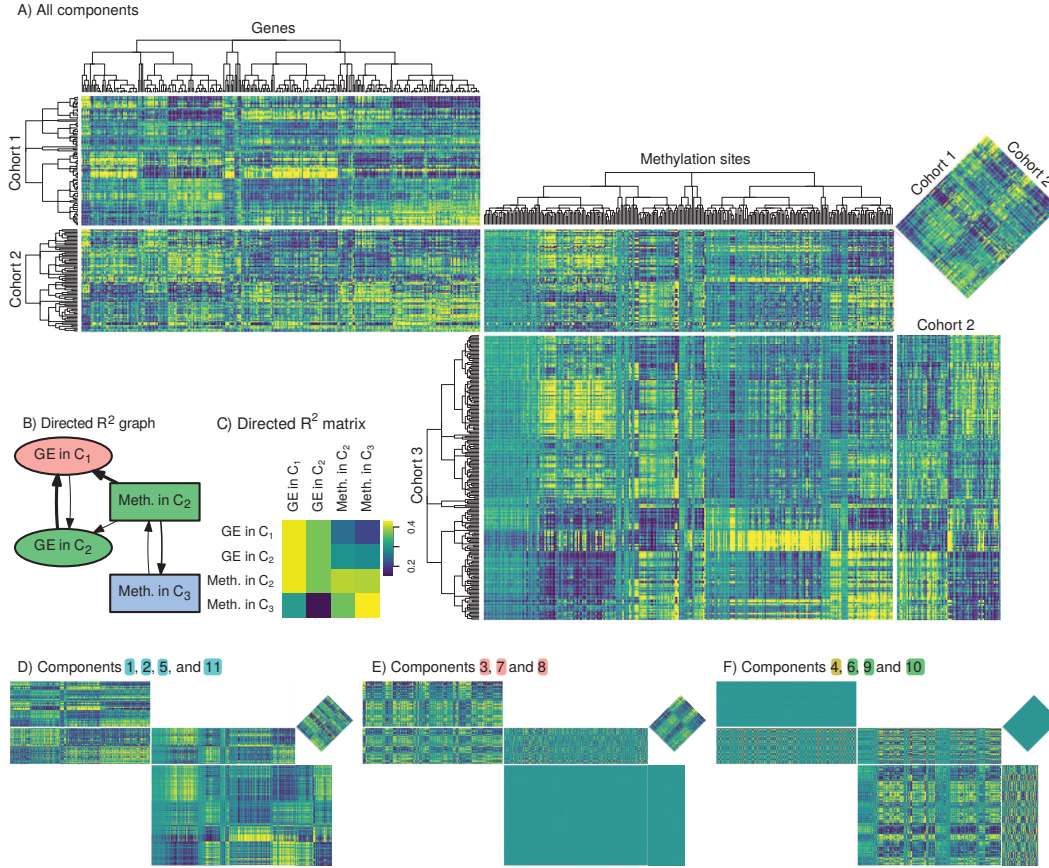 A) All components
Genes
Cohort 1
Cohort 2
Methylation sites
Cohort 1
Cohort 2
Cohort 2
Cohort 3
B) Directed R² graph
GE in C₁
Meth. in C₂
GE in C₂
Meth. in C₃
C) Directed R² matrix
GE in C₁
GE in C₂
Meth. in C₂
Meth. in C₃
GE in C₁
GE in C₂
Meth. in C₂
Meth. in C₃
0.4
0.2
D) Components 1, 2, 5, and 11
E) Components 3, 7 and 8
F) Components 4, 6, 9 and 10